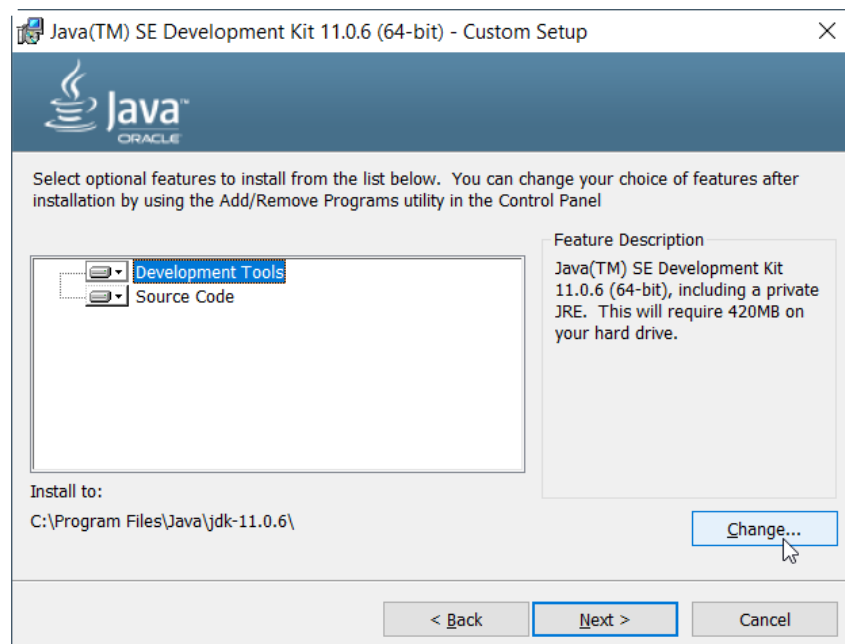 Java(TM) SE Development Kit 11.0.6 (64-bit) - Custom Setup
Java™
ORACLE
Select optional features to install from the list below.  You can change your choice of features after
installation by using the Add/Remove Programs utility in the Control Panel
Development Tools
Source Code
Feature Description
Java(TM) SE Development Kit
11.0.6 (64-bit), including a private
JRE.  This will require 420MB on
your hard drive.
Install to:
C:\Program Files\Java\jdk-11.0.6\
Change...
< Back
Next >
Cancel